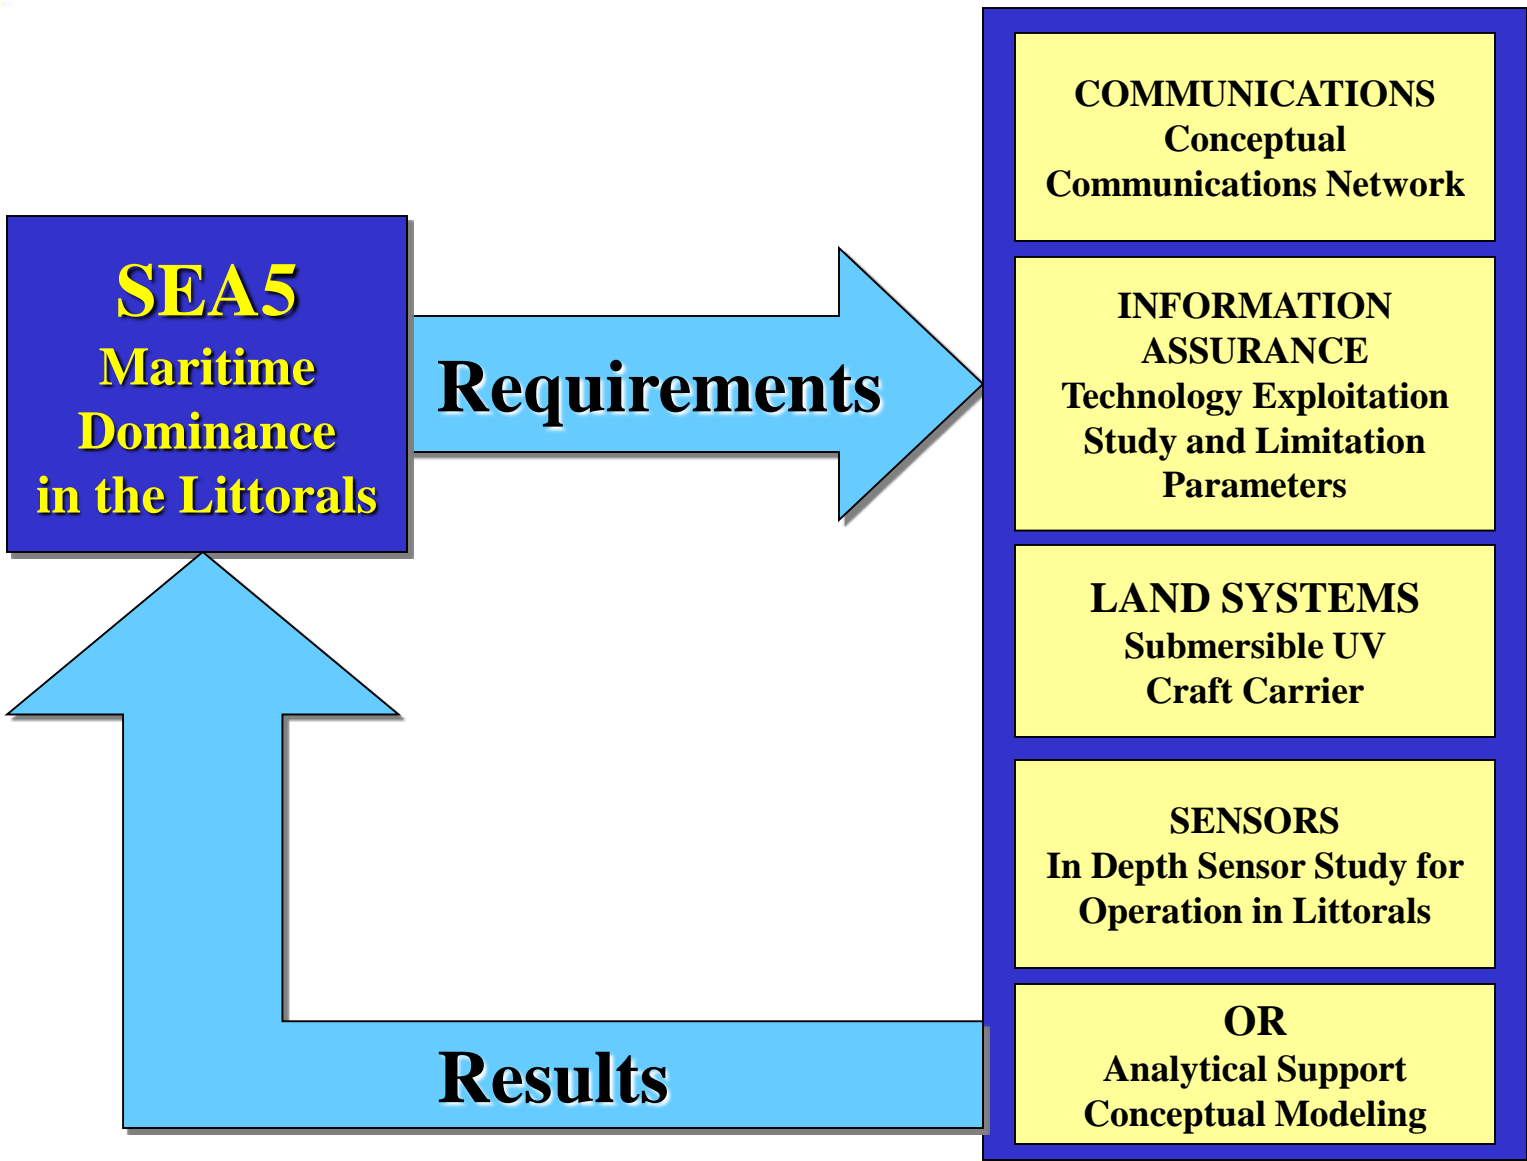 SEA5
Maritime
Dominance
in the Littorals
Requirements
Results
COMMUNICATIONS
Conceptual
Communications Network
INFORMATION
ASSURANCE
Technology Exploitation
Study and Limitation
Parameters
LAND SYSTEMS
Submersible UV
Craft Carrier
SENSORS
In Depth Sensor Study for
Operation in Littorals
OR
Analytical Support
Conceptual Modeling